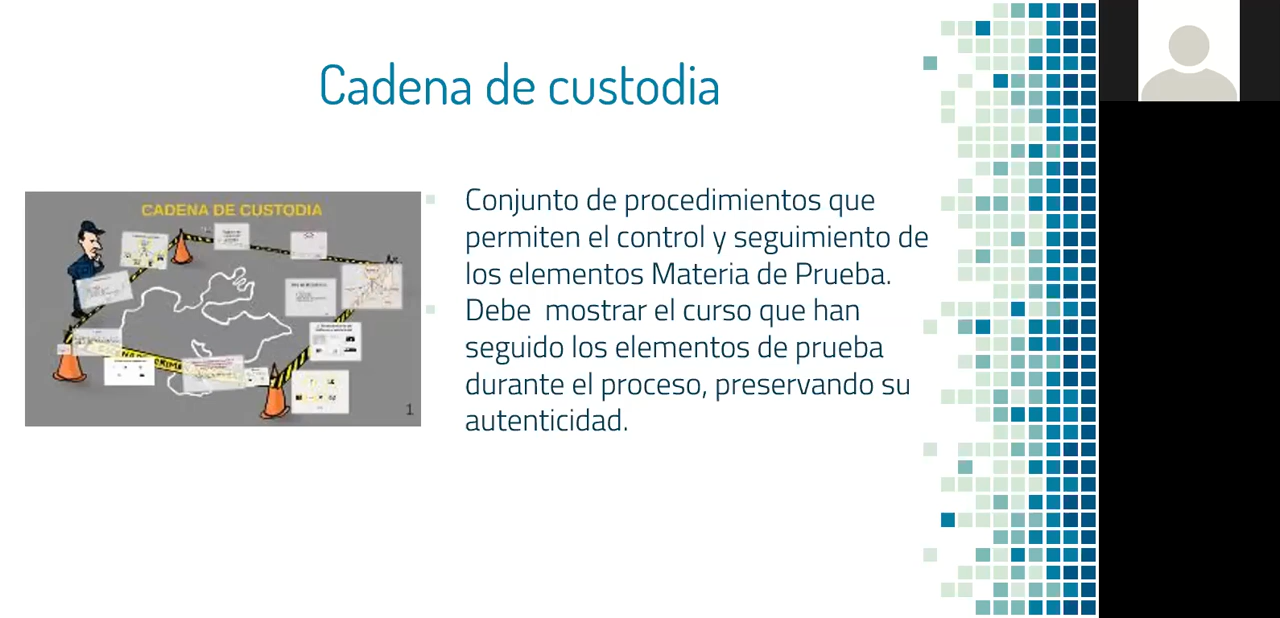 Cadena de custodia
CADENA DE CUSTODIA
Conjunto de procedimientos que
permiten el control y seguimiento de
los elementos Materia de Prueba.
Debe mostrar el curso que han
seguido los elementos de prueba
durante el proceso, preservando su
autenticidad.
1